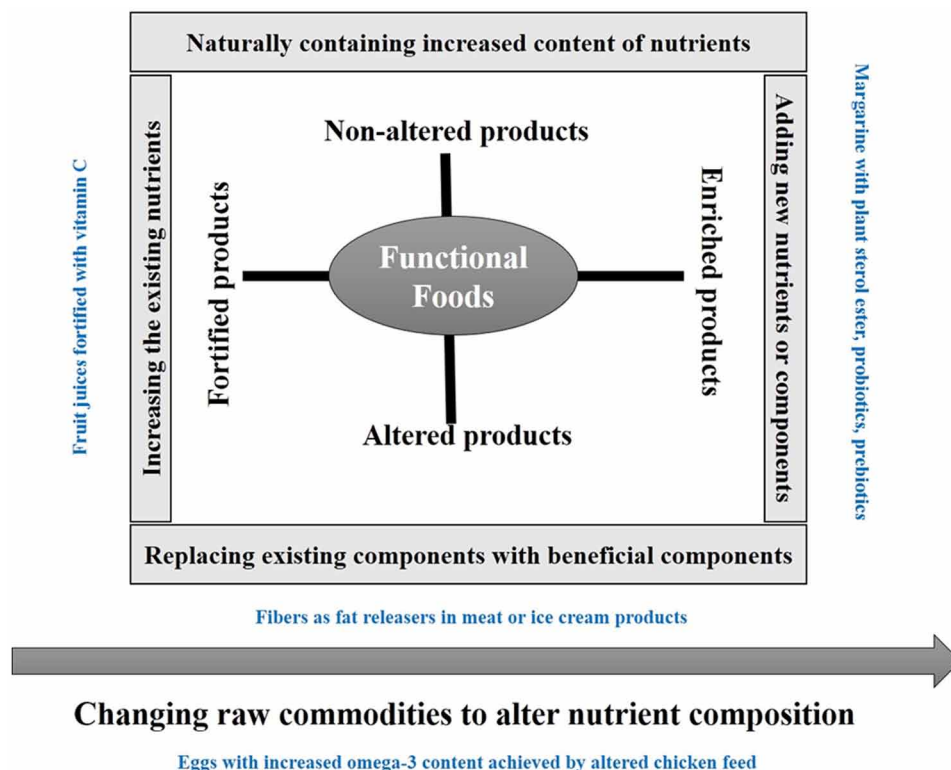 Naturally containing increased content of nutrients
Fruit juices fortified with vitamin C
Increasing the existing nutrients
Fortified products
Non-altered products
Functional
Foods
Altered products
Enriched products
Adding new nutrients or components
Margarine with plant sterol ester, probiotics, prebiotics
Replacing existing components with beneficial components
Fibers as fat releasers in meat or ice cream products
Changing raw commodities to alter nutrient composition
Eggs with increased omega-3 content achieved by altered chicken feed